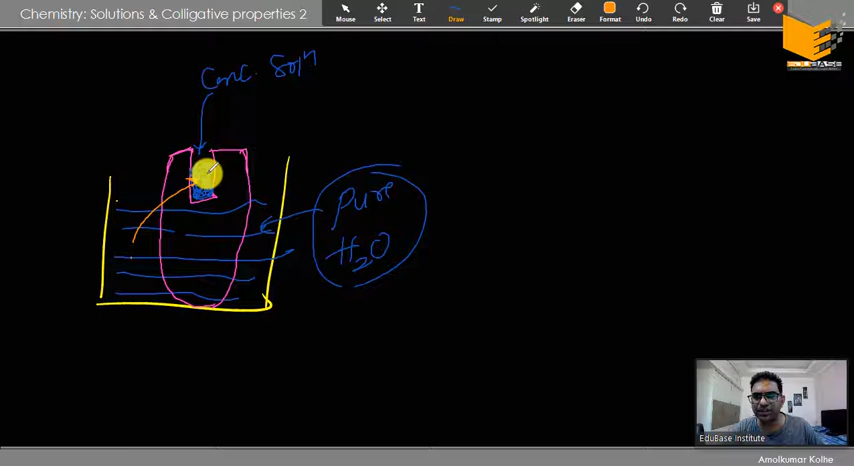 Chemistry: Solutions & Colligative properties 2
Mouse Select Text Draw Stamp Spotlight Eraser Format Undo Redo Clear Save
EDUBASE
Conc. Solⁿ
Pure
H₂O
EduBase Institute
Amolkumar Kolhe